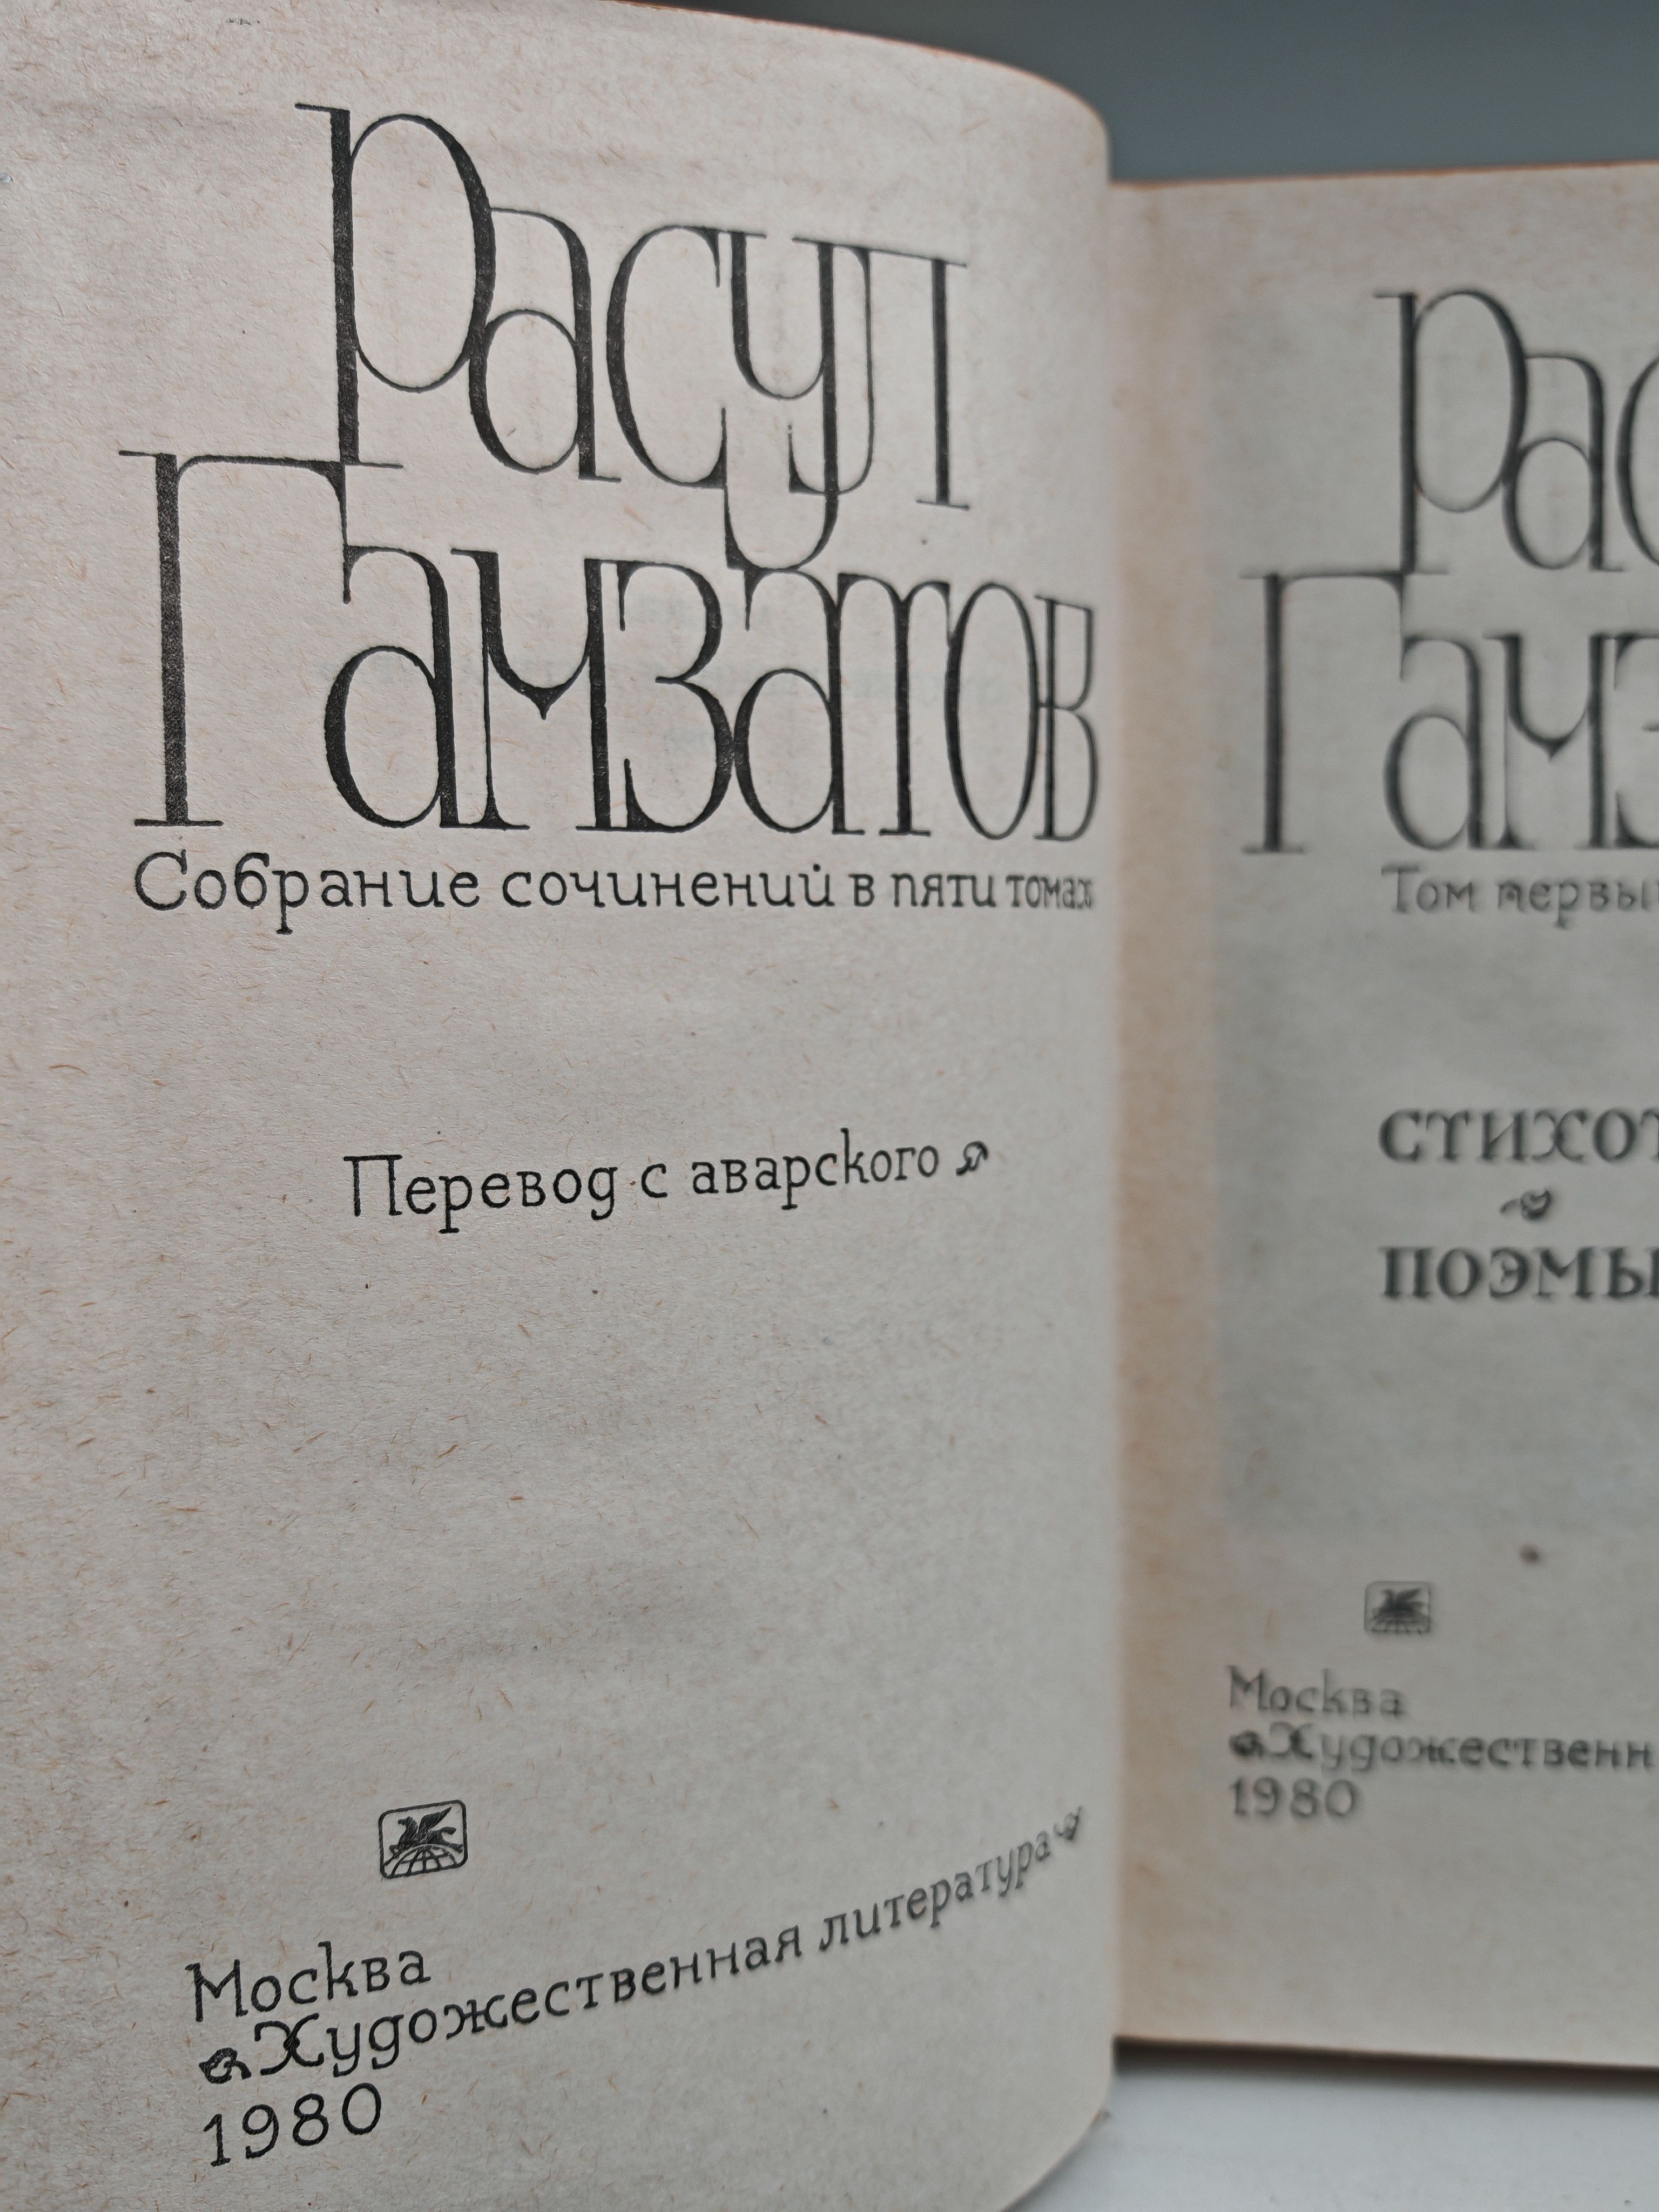 Расул
Гамзатов
Собрание сочинений в пяти томах
Перевод с аварского
Москва
Художественная литература
1980
Рас
Гамз
Том первы
СТИХОТ
ПОЭМЫ
Москва
Художественн
1980